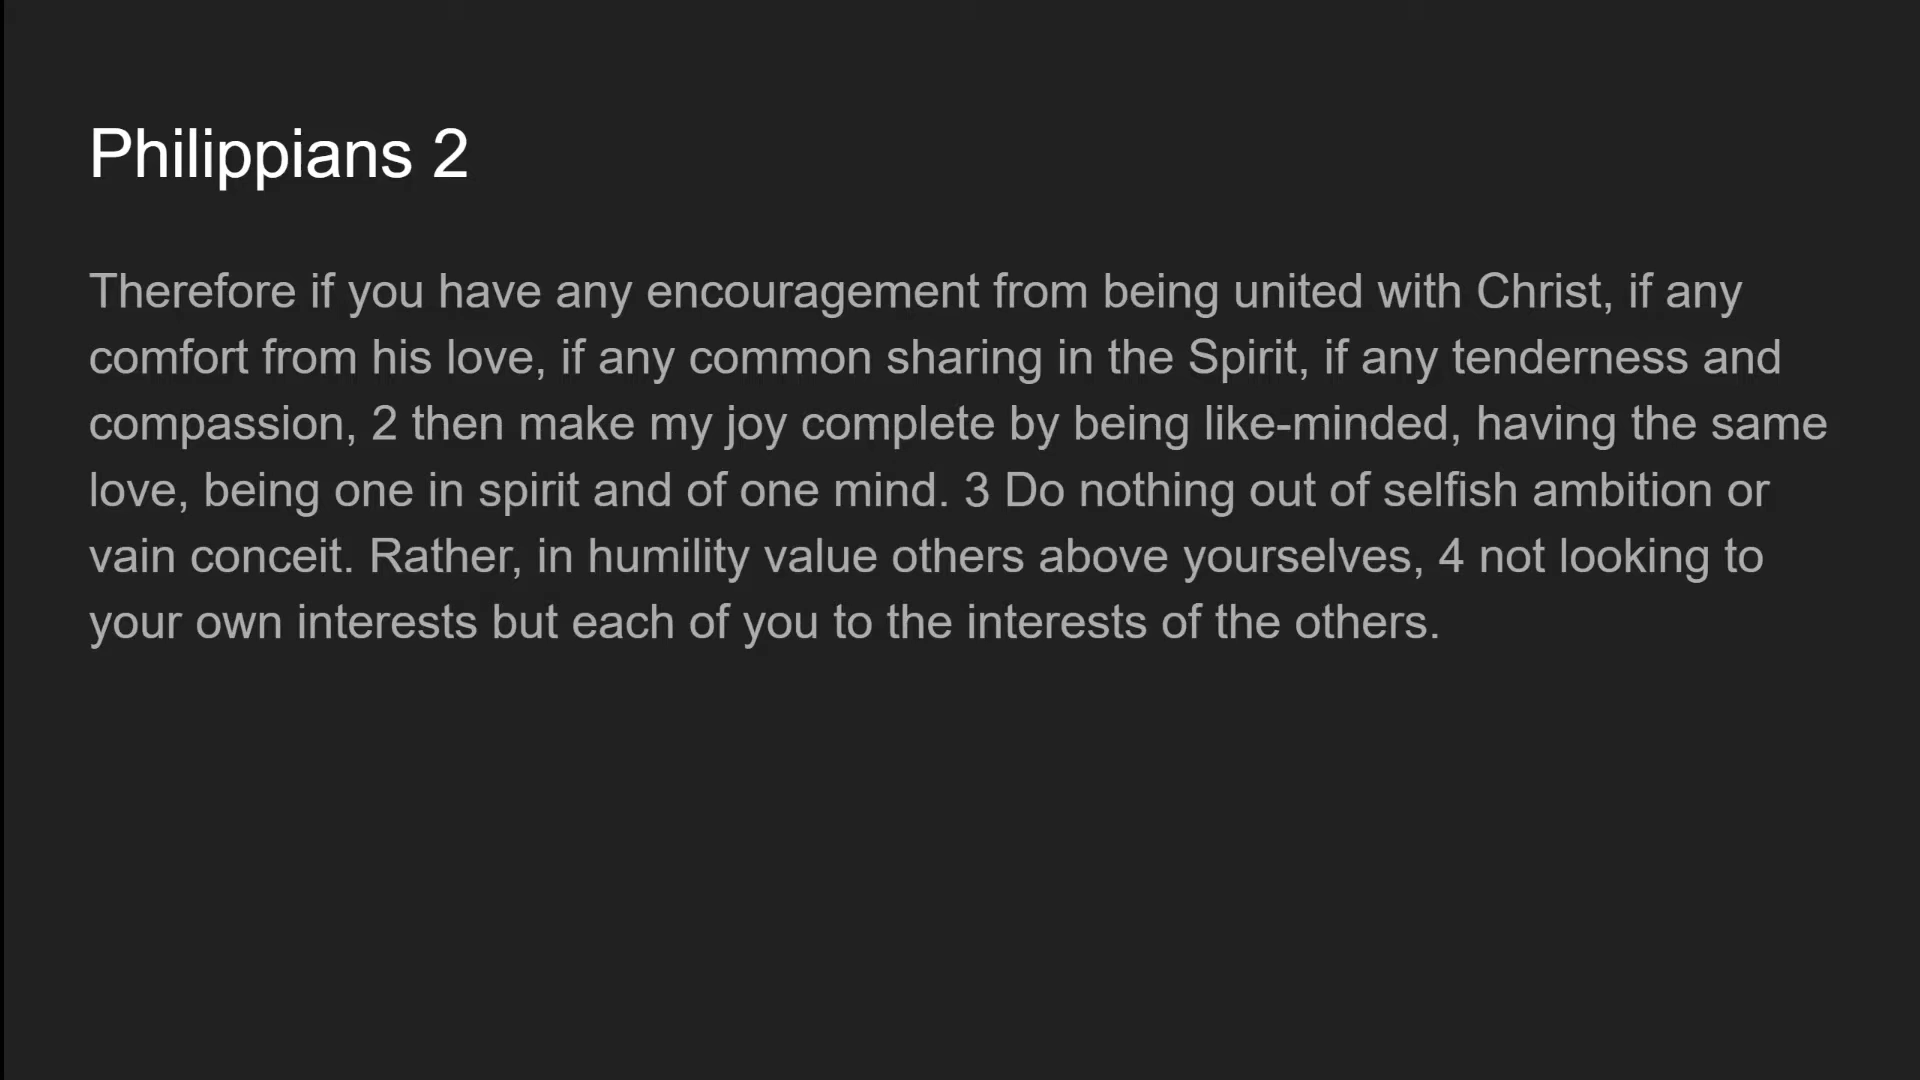 Philippians 2
Therefore if you have any encouragement from being united with Christ, if any
comfort from his love, if any common sharing in the Spirit, if any tenderness and
compassion, 2 then make my joy complete by being like-minded, having the same
love, being one in spirit and of one mind. 3 Do nothing out of selfish ambition or
vain conceit. Rather, in humility value others above yourselves, 4 not looking to
your own interests but each of you to the interests of the others.